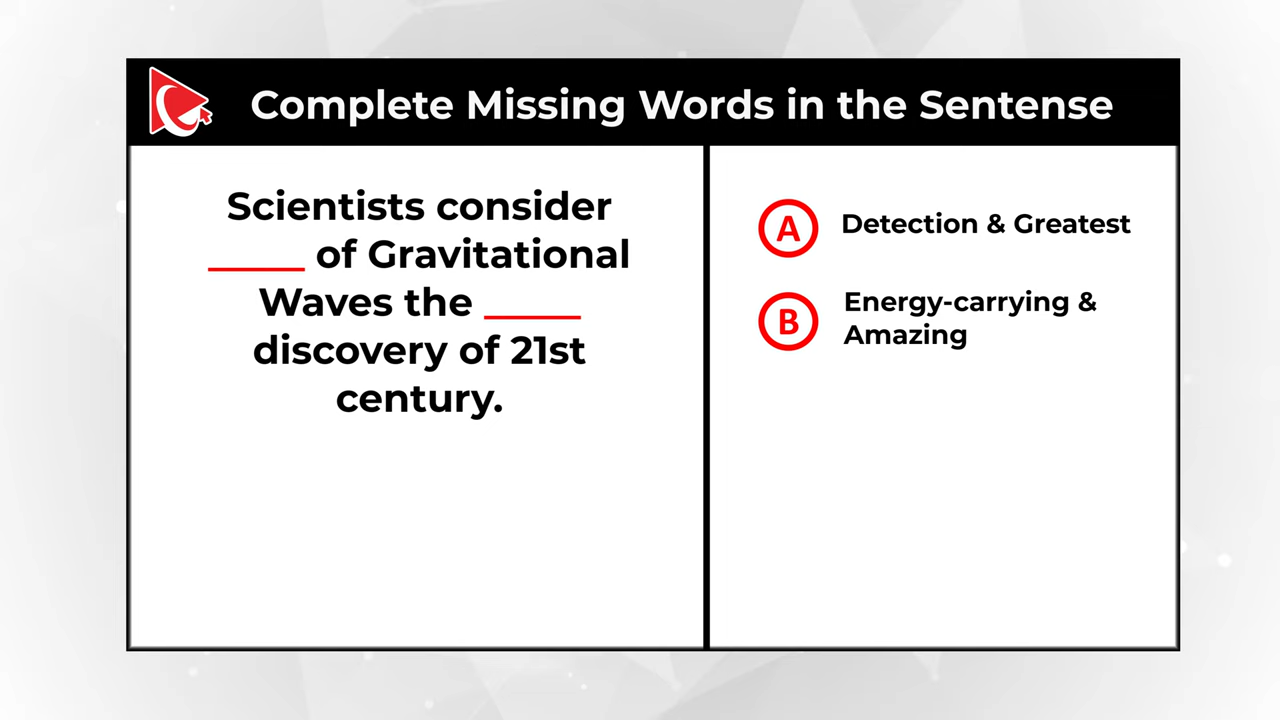 Complete Missing Words in the Sentense
Scientists consider
_____ of Gravitational
Waves the _____
discovery of 21st
century.
A Detection & Greatest
B Energy-carrying &
Amazing